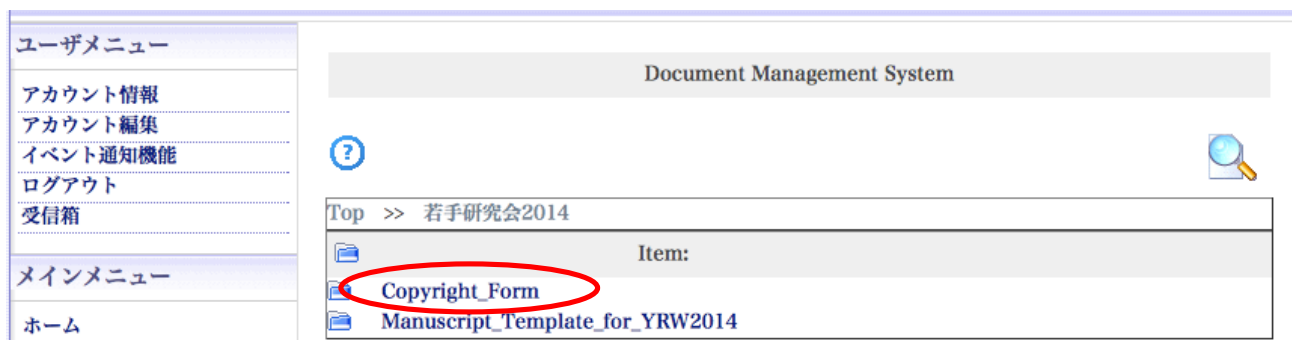 ユーザメニュー
アカウント情報
アカウント編集
イベント通知機能
ログアウト
受信箱
メインメニュー
ホーム
Document Management System
?
Top >> 若手研究会2014
Item:
Copyright_Form
Manuscript_Template_for_YRW2014